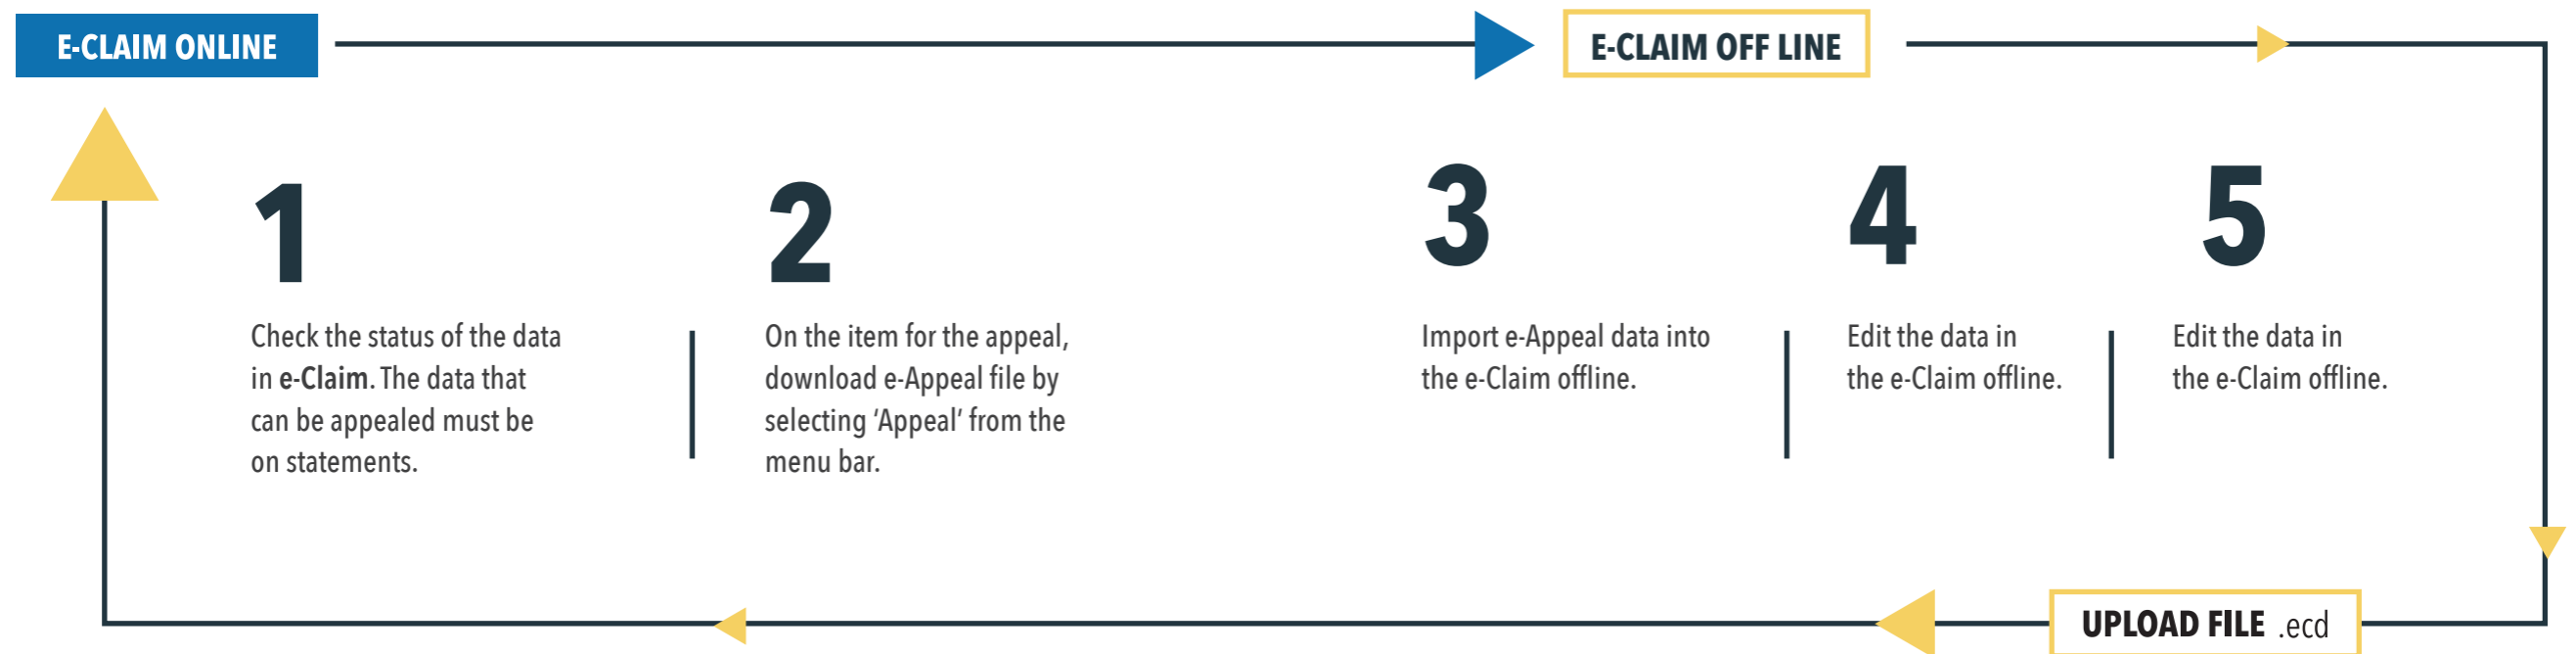 E-CLAIM ONLINE
E-CLAIM OFF LINE
1
Check the status of the data
in e-Claim. The data that
can be appealed must be
on statements.
2
On the item for the appeal,
download e-Appeal file by
selecting ‘Appeal’ from the
menu bar.
3
Import e-Appeal data into
the e-Claim offline.
4
Edit the data in
the e-Claim offline.
5
Edit the data in
the e-Claim offline.
UPLOAD FILE .ecd